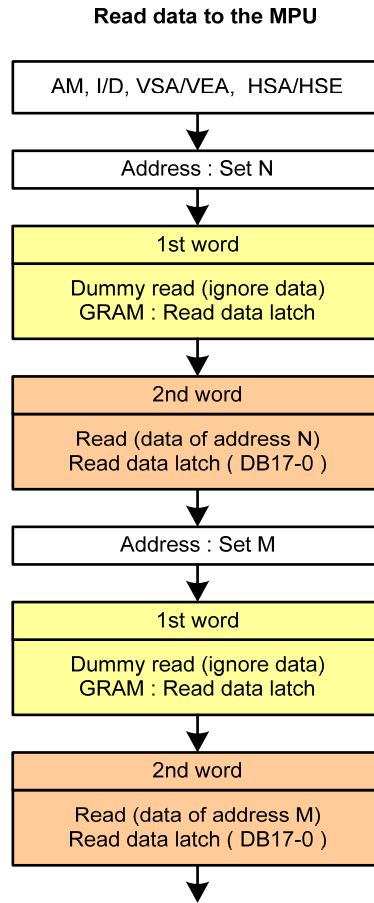 Read data to the MPU
AM, I/D, VSA/VEA, HSA/HSE
Address : Set N
1st word
Dummy read (ignore data)
GRAM : Read data latch
2nd word
Read (data of address N)
Read data latch ( DB17-0 )
Address : Set M
1st word
Dummy read (ignore data)
GRAM : Read data latch
2nd word
Read (data of address M)
Read data latch ( DB17-0 )